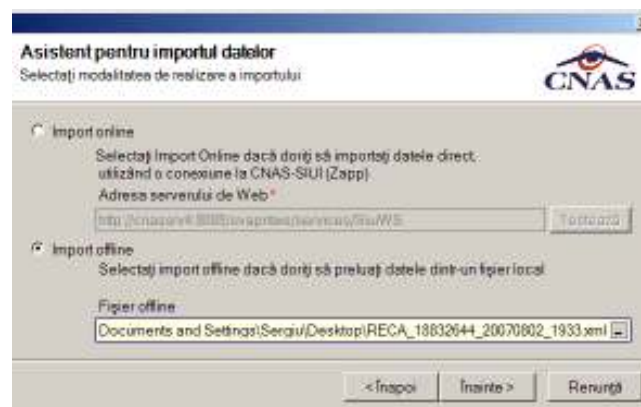 Asistent pentru importul datelor
Selectați modalitatea de realizare a importului
CNAS
Import online
Selectați Import Online dacă doriți să importați datele direct,
utilizând o conexiune la CNAS-SIUI (Zapp)
Adresa serverului de Web*
Testează
Import offline
Selectați import offline dacă doriți să preluați datele dintr-un fișier local
Fișier offline
Documents and Settings\Sergiu\Desktop\RECA_18832644_20070802_1933.xml ...
< Înapoi
Înainte >
Renunță